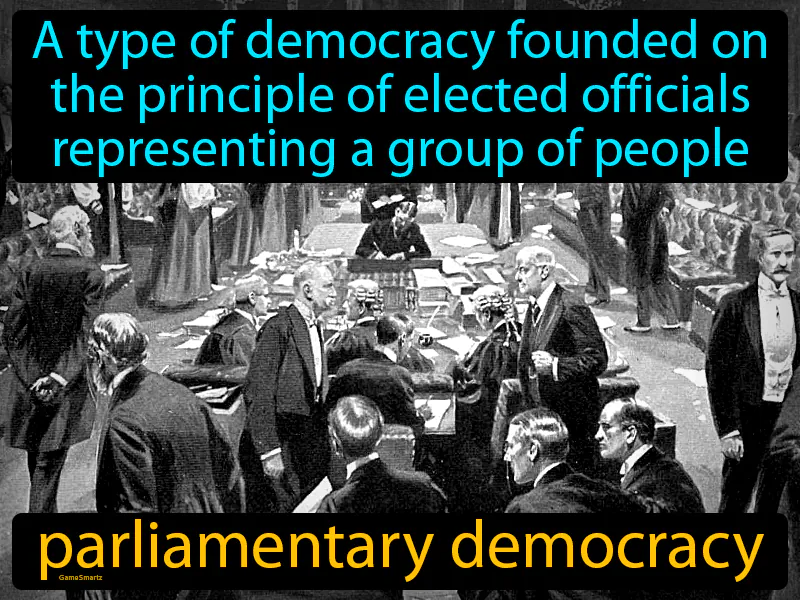 A type of democracy founded on
the principle of elected officials
representing a group of people
parliamentary democracy
GameSmartz